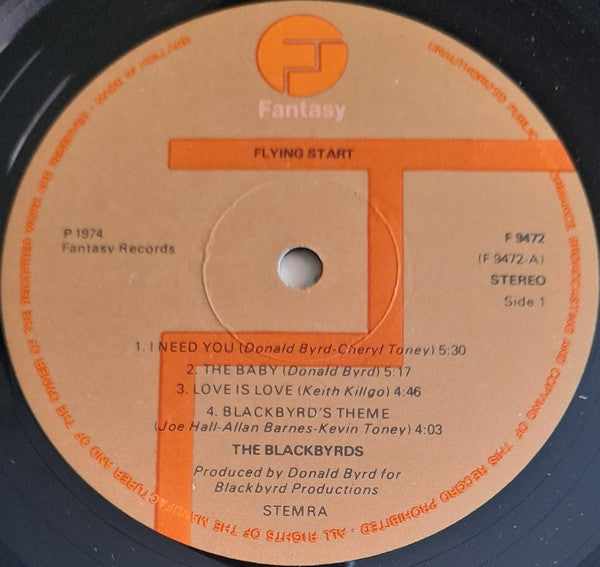 Fantasy
FLYING START
P 1974
Fantasy Records
F 9472
(F 9472-A)
STEREO
Side 1
1. I NEED YOU (Donald Byrd-Cheryl Toney) 5:30
2. THE BABY (Donald Byrd) 5:17
3. LOVE IS LOVE (Keith Killgo) 4:46
4. BLACKBYRD'S THEME
(Joe Hall-Allan Barnes-Kevin Toney) 4:03
THE BLACKBYRDS
Produced by Donald Byrd for
Blackbyrd Productions
STEMRA
ALL RIGHTS OF THE MANUFACTURER AND OF THE OWNER OF THE RECORDED WORK ARE RESERVED - MADE IN HOLLAND
UNAUTHORIZED PUBLIC PERFORMANCE, BROADCASTING AND COPYING OF THIS RECORD PROHIBITED -